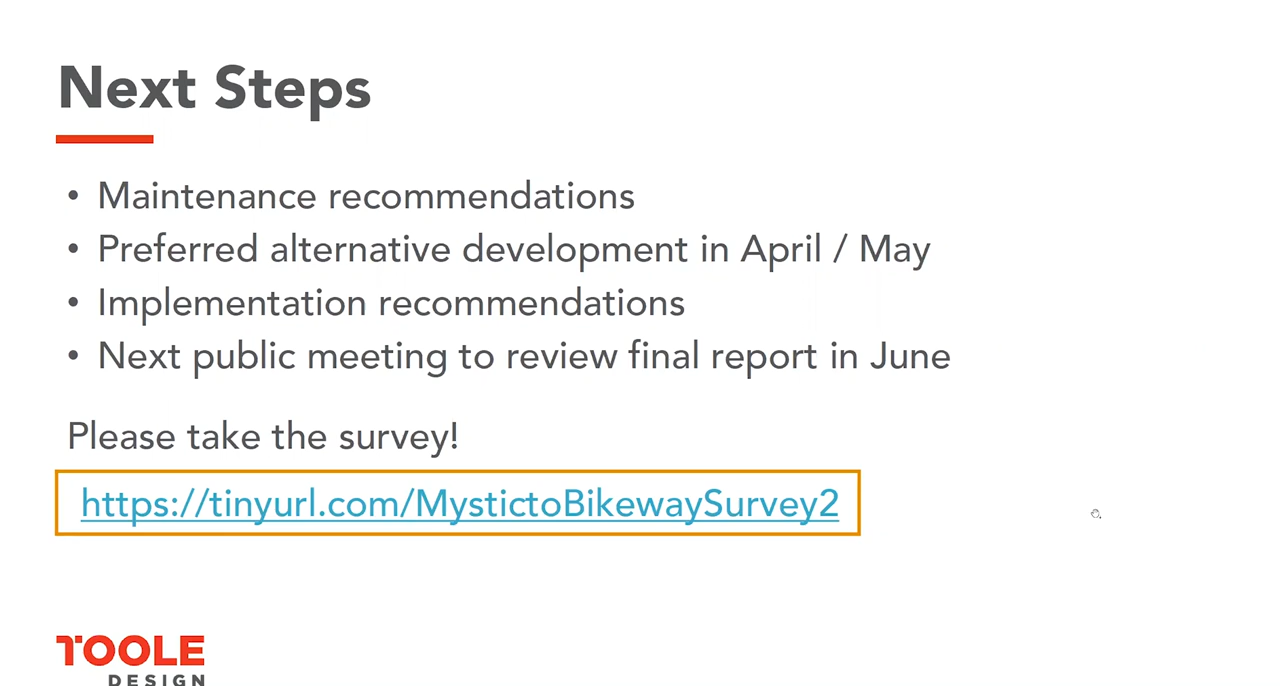 Next Steps
• Maintenance recommendations
• Preferred alternative development in April / May
• Implementation recommendations
• Next public meeting to review final report in June
Please take the survey!
https://tinyurl.com/MystictoBikewaySurvey2
TOOLE
DESIGN